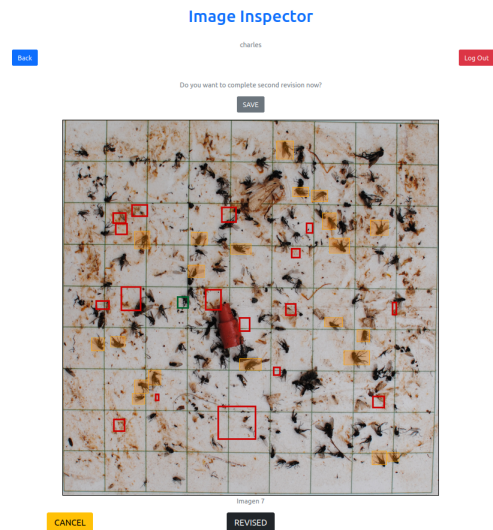 Image Inspector
charles
Back
Log Out
Do you want to complete second revision now?
SAVE
Imagen 7
CANCEL
REVISED